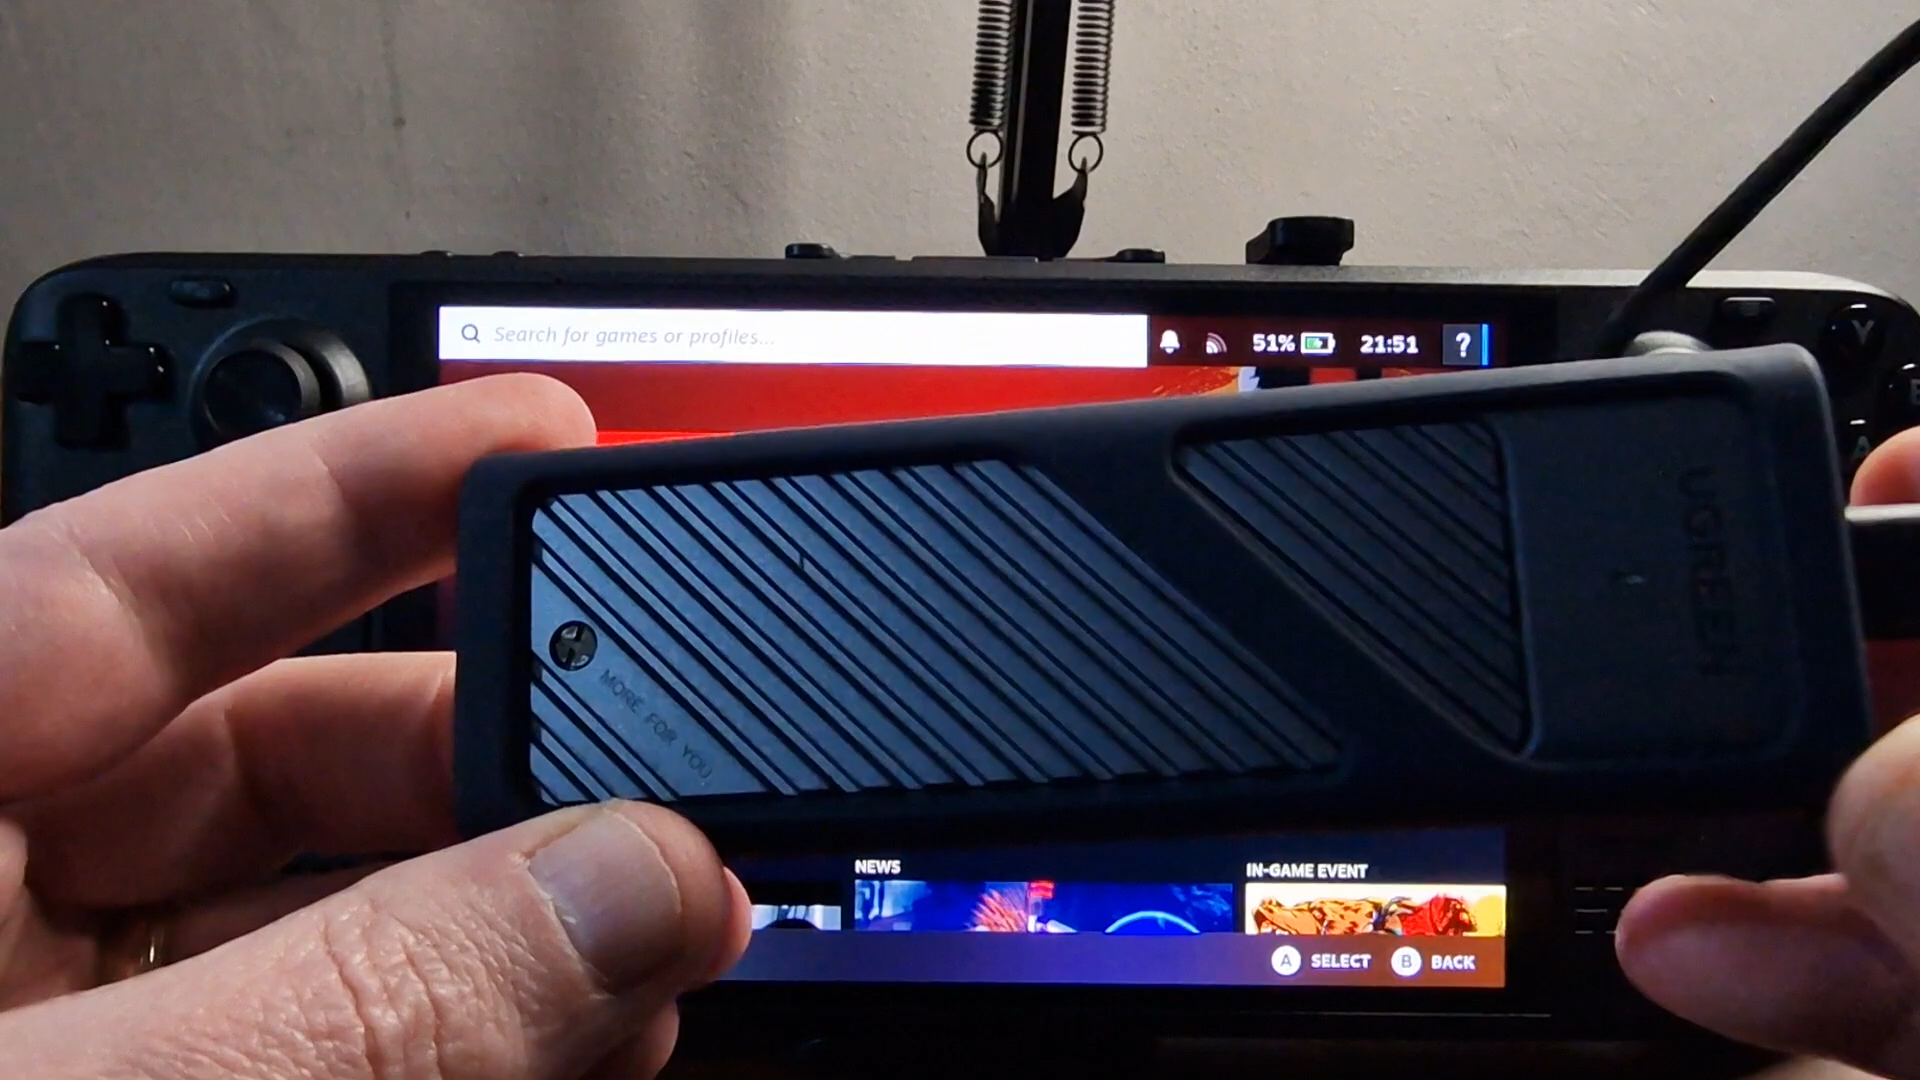 Search for games or profiles...
51%
21:51
?
Y
A
UGREEN
MORE FOR YOU
NEWS
IN-GAME EVENT
A SELECT
B BACK